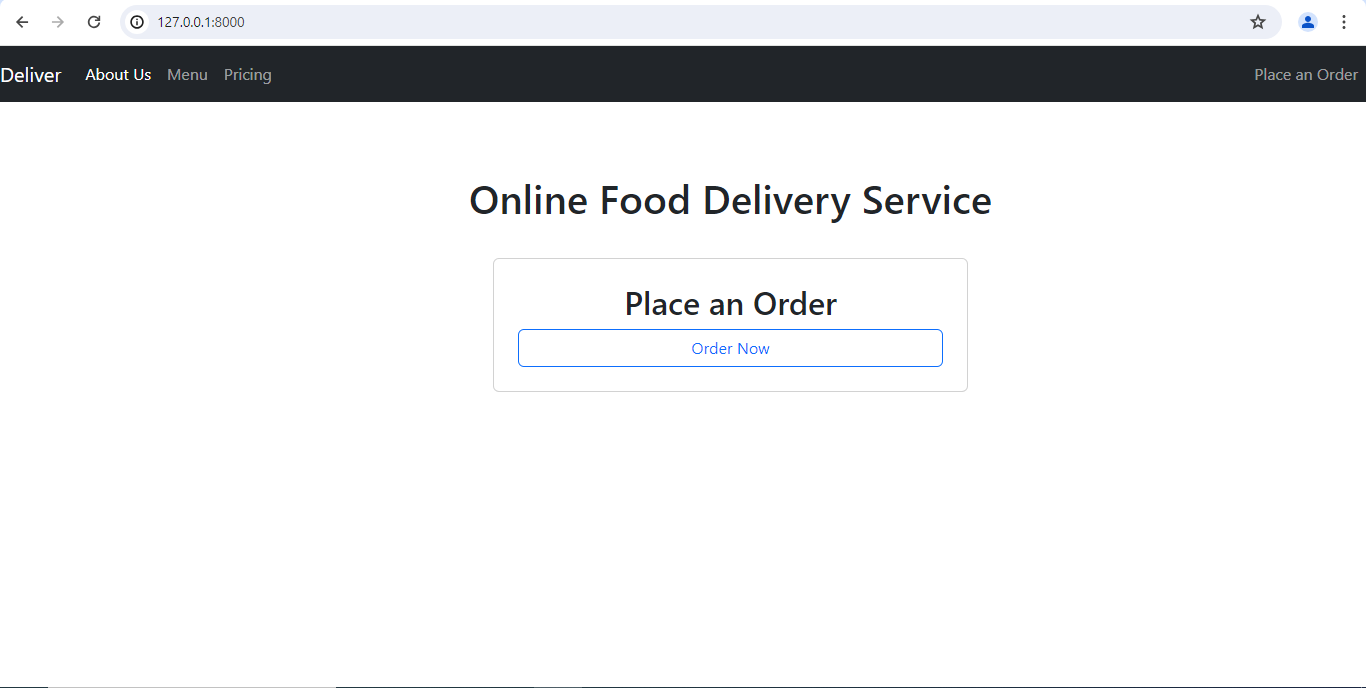 127.0.0.1:8000
Deliver About Us Menu Pricing Place an Order
Online Food Delivery Service
Place an Order
Order Now